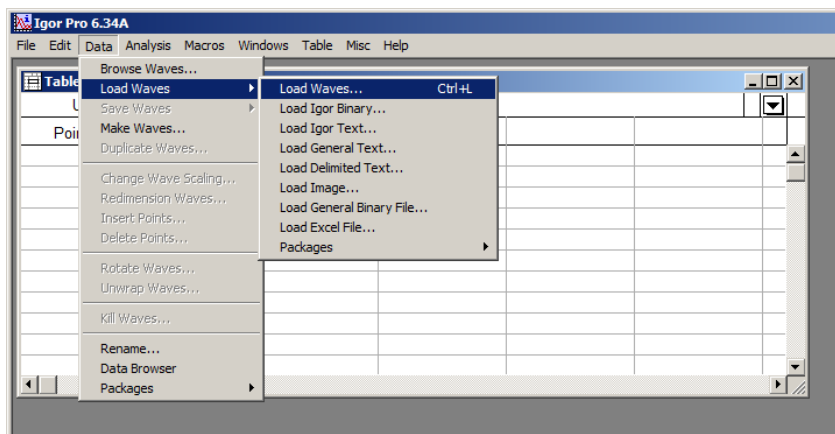 Igor Pro 6.34A
File Edit Data Analysis Macros Windows Table Misc Help
Table
U
Poi
Browse Waves...
Load Waves
Save Waves
Make Waves...
Duplicate Waves...
Change Wave Scaling...
Redimension Waves...
Insert Points...
Delete Points...
Rotate Waves...
Unwrap Waves...
Kill Waves...
Rename...
Data Browser
Packages
Load Waves... Ctrl+L
Load Igor Binary...
Load Igor Text...
Load General Text...
Load Delimited Text...
Load Image...
Load General Binary File...
Load Excel File...
Packages